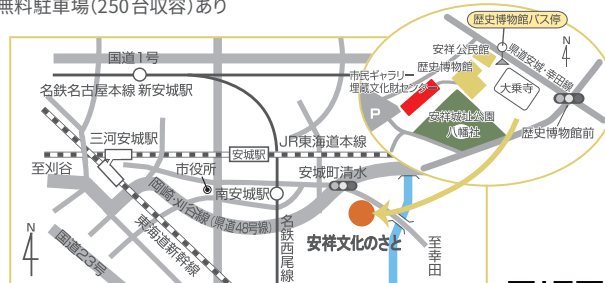 無料駐車場(250台収容)あり
歴史博物館バス停
N
安祥公民館
県道安城・幸田線
歴史博物館
市民ギャラリー
埋蔵文化財センター
大乗寺
P
安祥城址公園
八幡社
歴史博物館前
国道1号
名鉄名古屋本線 新安城駅
三河安城駅
JR東海道本線
安城駅
至刈谷
市役所
安城町清水
岡崎・刈谷線(県道48号線)
南安城駅
東海道新幹線
名鉄西尾線
安祥文化のさと
至幸田
N
国道23号